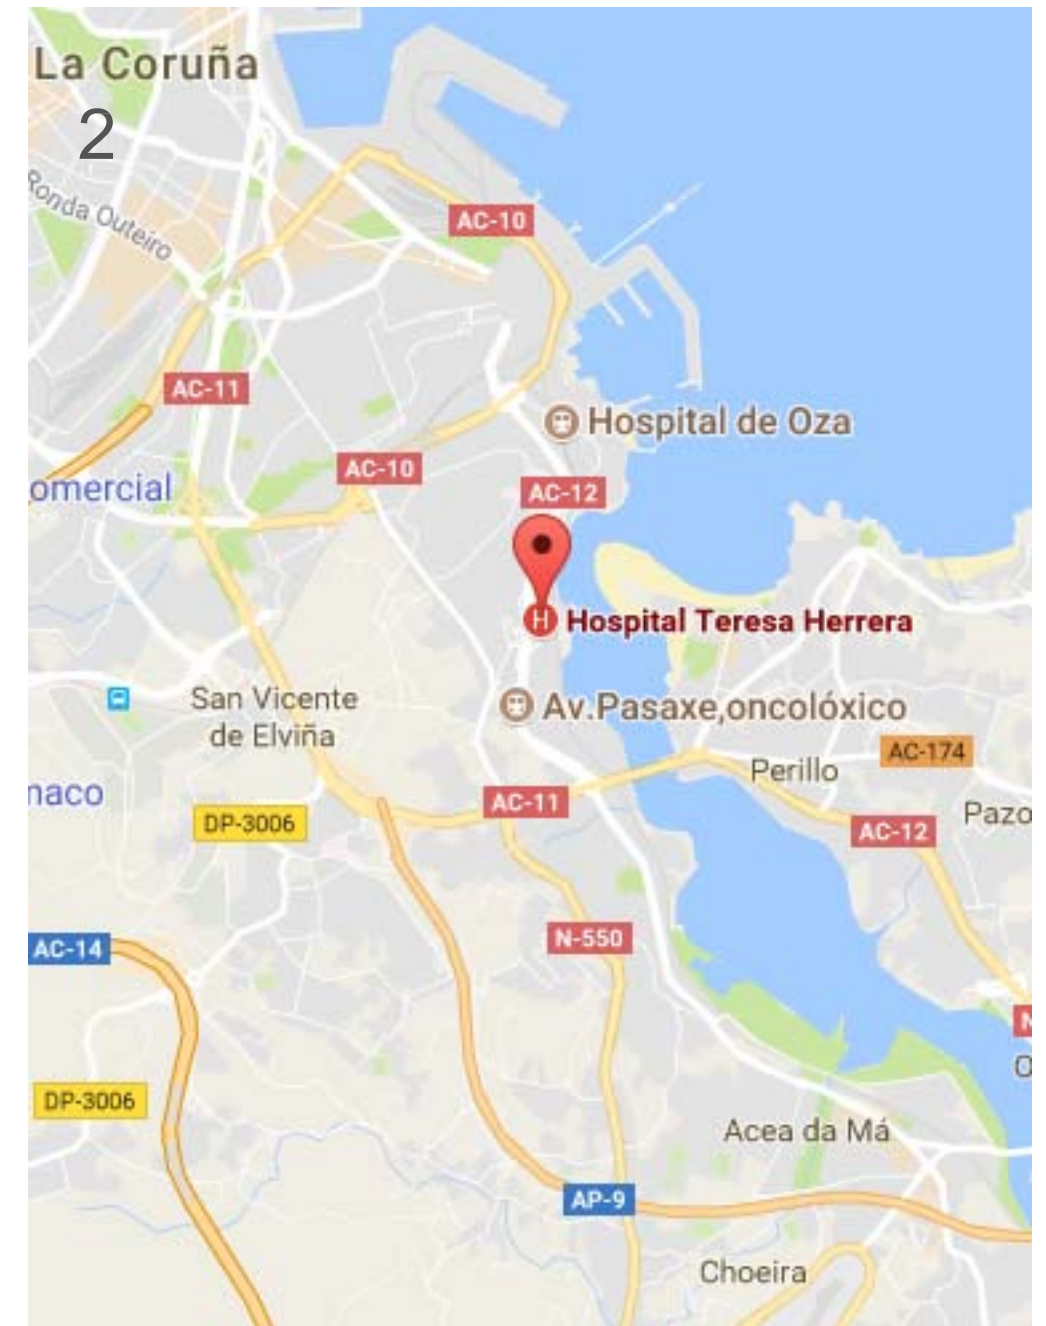 La Coruña
2
Ronda Outeiro
AC-10
AC-11
Hospital de Oza
AC-10
omercial
AC-12
Hospital Teresa Herrera
San Vicente
de Elviña
Av.Pasaxe,oncolóxico
AC-174
Perillo
naco
AC-11
Pazo
DP-3006
AC-12
N-550
AC-14
N
O
DP-3006
Acea da Má
AP-9
Choeira
H